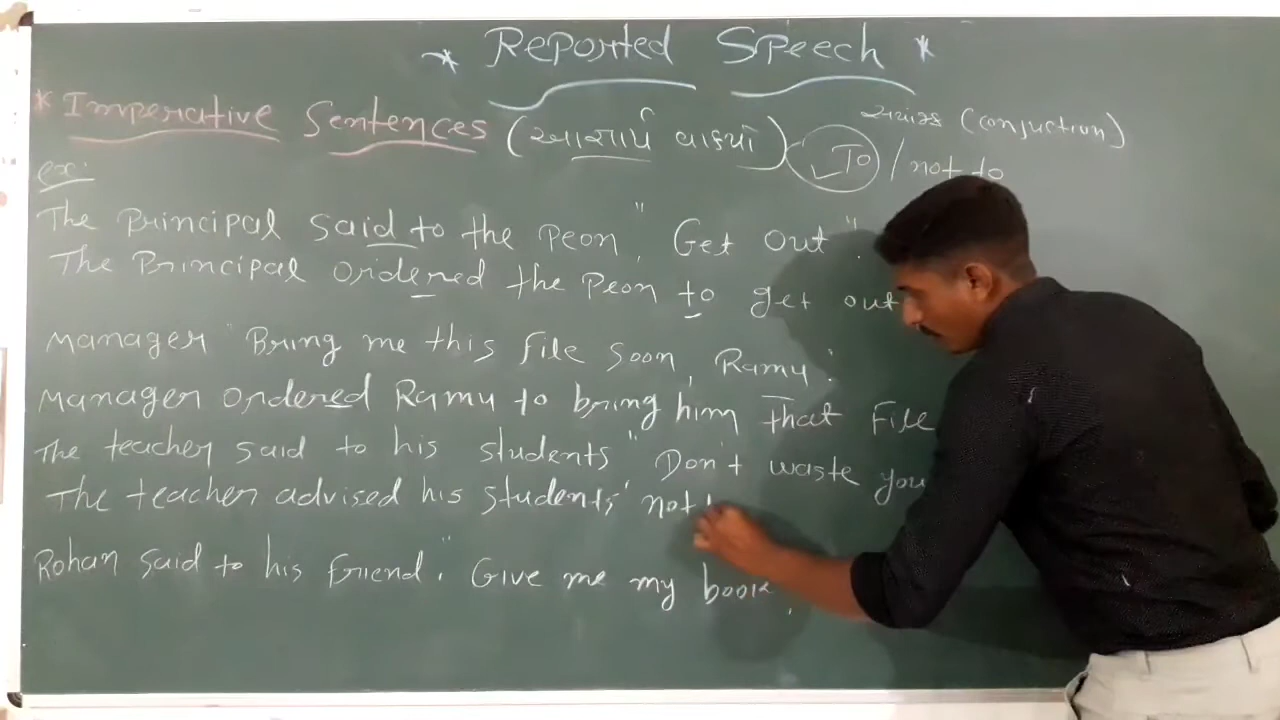 * Reported Speech *
* Imperative Sentences (આજ્ઞાર્થ વાક્યો) To / not to
સંયોજક (conjuction)
ex:
The Principal said to the Peon, " Get out ".
The Principal ordered the Peon to get out
Manager " Bring me this file soon, Ramu."
Manager ordered Ramu to bring him that File
The teacher said to his students " Don't waste you
The teacher advised his students' not t
Rohan said to his friend, " Give me my book.